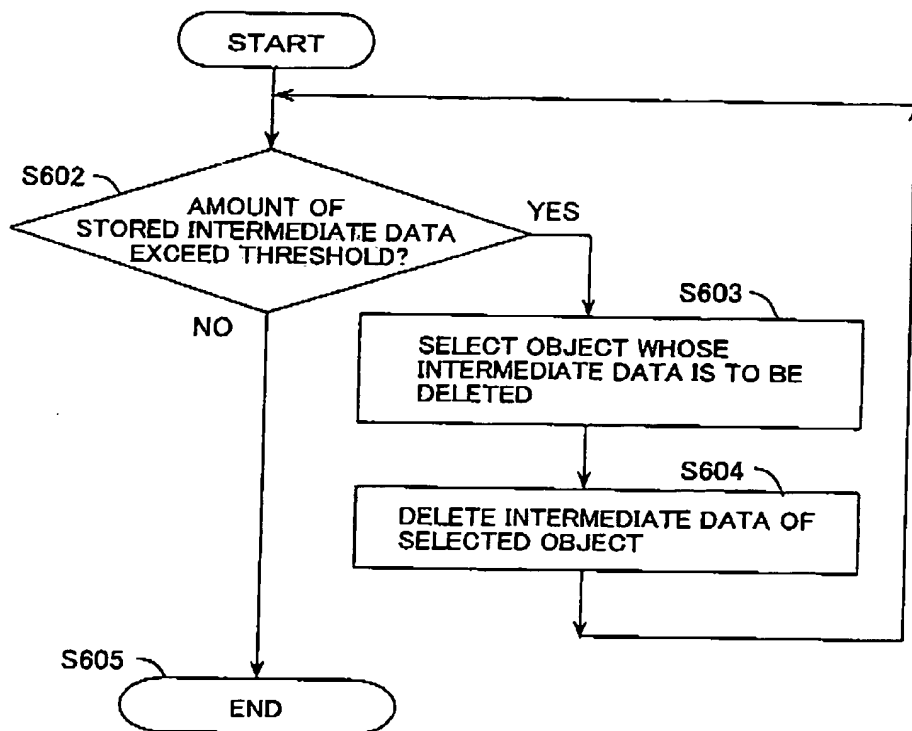 START
S602
AMOUNT OF
STORED INTERMEDIATE DATA
EXCEED THRESHOLD?
YES
NO
S603
SELECT OBJECT WHOSE
INTERMEDIATE DATA IS TO BE
DELETED
S604
DELETE INTERMEDIATE DATA OF
SELECTED OBJECT
S605
END